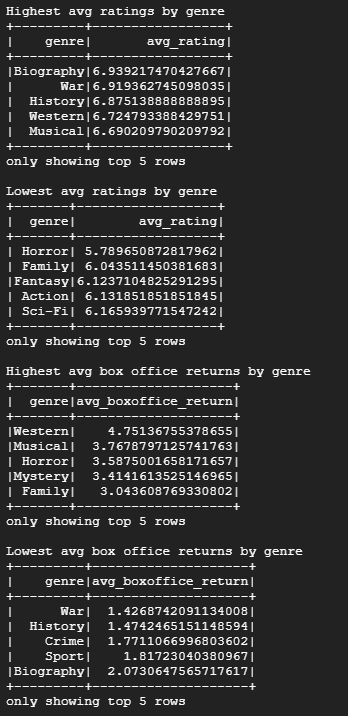 Highest avg ratings by genre
+---------+-----------------+
|    genre|       avg_rating|
+---------+-----------------+
|Biography|6.939217470427667|
|      War|6.919362745098035|
|  History|6.875138888888895|
|  Western|6.724793388429751|
|  Musical|6.690209790209792|
+---------+-----------------+
only showing top 5 rows
Lowest avg ratings by genre
+-------+------------------+
|  genre|        avg_rating|
+-------+------------------+
| Horror| 5.789650872817962|
| Family| 6.043511450381683|
|Fantasy|6.1237104825291295|
| Action| 6.131851851851845|
| Sci-Fi| 6.165939771547242|
+-------+------------------+
only showing top 5 rows
Highest avg box office returns by genre
+-------+--------------------+
|  genre|avg_boxoffice_return|
+-------+--------------------+
|Western|    4.75136755378655|
|Musical|  3.7678797125741763|
| Horror|  3.5875001658171657|
|Mystery|  3.4141613525146965|
| Family|   3.043608769330802|
+-------+--------------------+
only showing top 5 rows
Lowest avg box office returns by genre
+---------+--------------------+
|    genre|avg_boxoffice_return|
+---------+--------------------+
|      War|  1.4268742091134008|
|  History|  1.4742465151148594|
|    Crime|  1.7711066996803602|
|    Sport|    1.81723040380967|
|Biography|  2.0730647565717617|
+---------+--------------------+
only showing top 5 rows